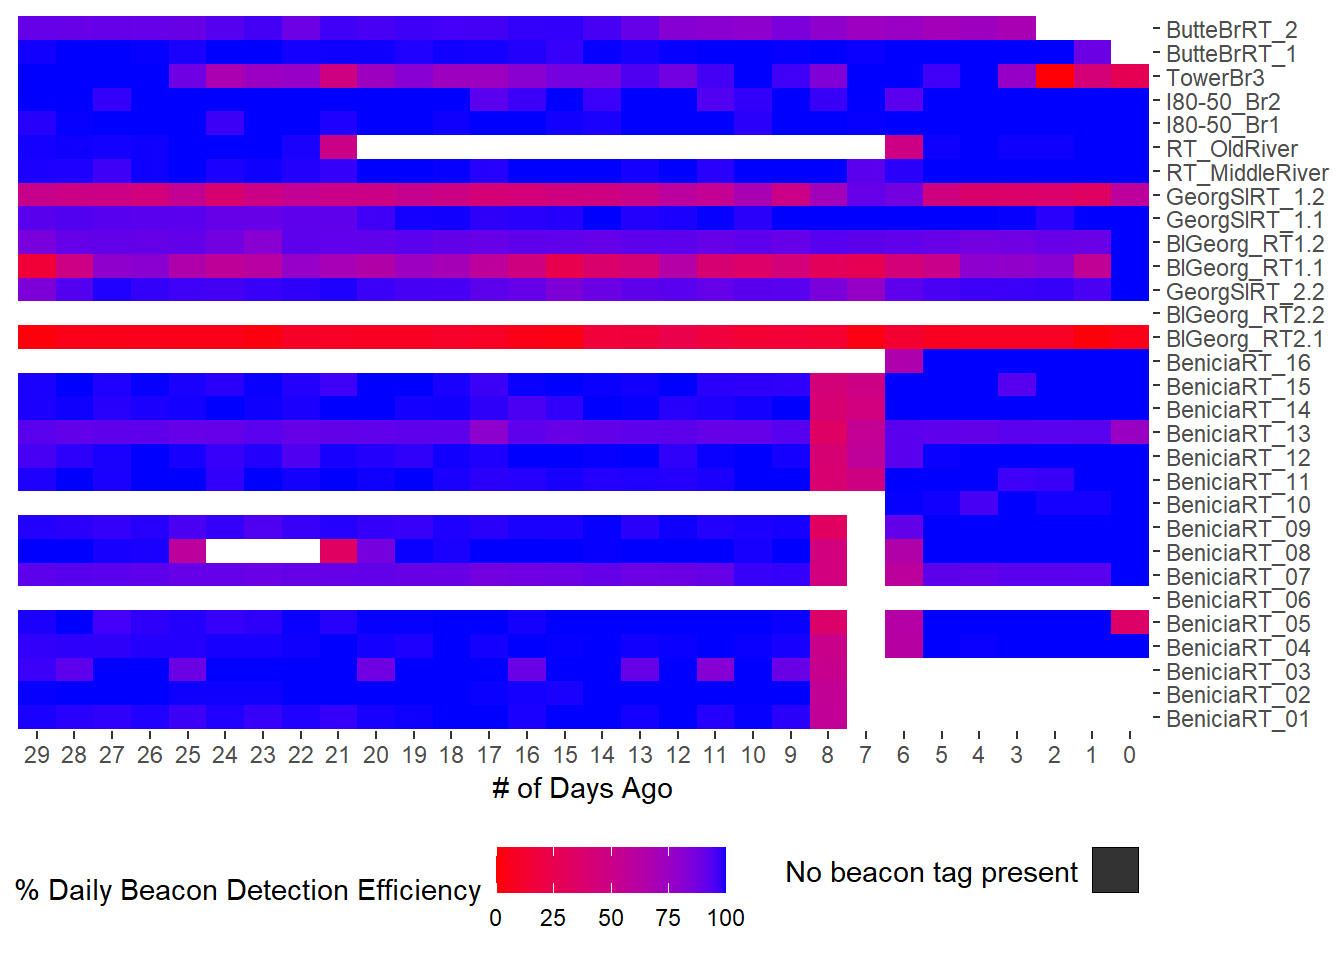 ButteBrRT_2
ButteBrRT_1
TowerBr3
I80-50_Br2
I80-50_Br1
RT_OldRiver
RT_MiddleRiver
GeorgSlRT_1.2
GeorgSlRT_1.1
BlGeorg_RT1.2
BlGeorg_RT1.1
GeorgSlRT_2.2
BlGeorg_RT2.2
BlGeorg_RT2.1
BeniciaRT_16
BeniciaRT_15
BeniciaRT_14
BeniciaRT_13
BeniciaRT_12
BeniciaRT_11
BeniciaRT_10
BeniciaRT_09
BeniciaRT_08
BeniciaRT_07
BeniciaRT_06
BeniciaRT_05
BeniciaRT_04
BeniciaRT_03
BeniciaRT_02
BeniciaRT_01
29 28 27 26 25 24 23 22 21 20 19 18 17 16 15 14 13 12 11 10 9 8 7 6 5 4 3 2 1 0
# of Days Ago
% Daily Beacon Detection Efficiency
0 25 50 75 100
No beacon tag present